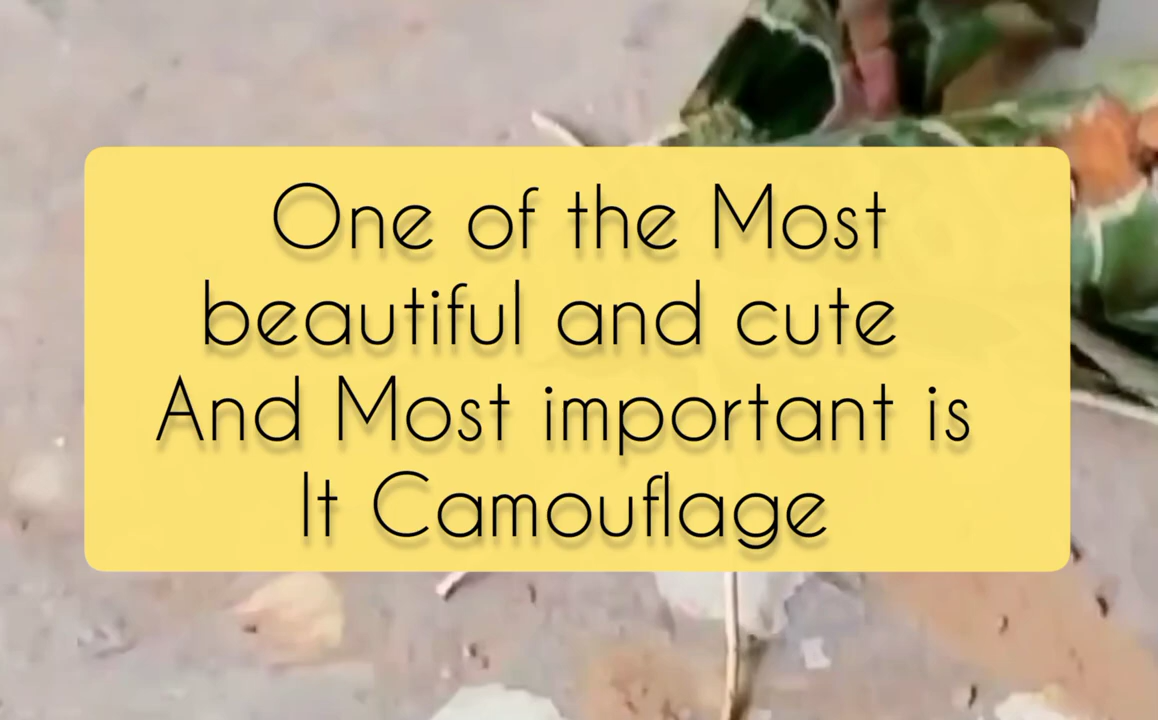 One of the Most
beautiful and cute
And Most important is
It Camouflage